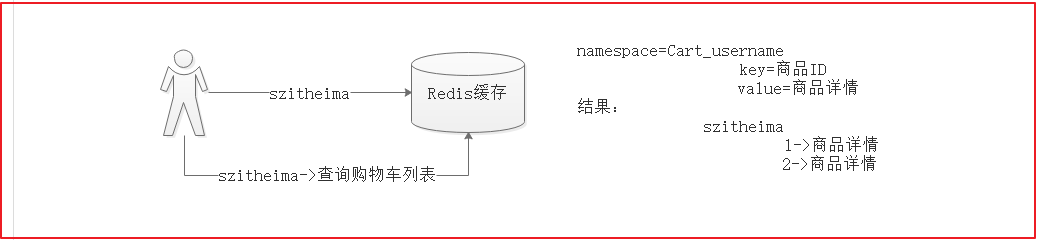 szitheima
Redis缓存
szitheima->查询购物车列表
namespace=Cart_username
key=商品ID
value=商品详情
结果:
szitheima
1->商品详情
2->商品详情